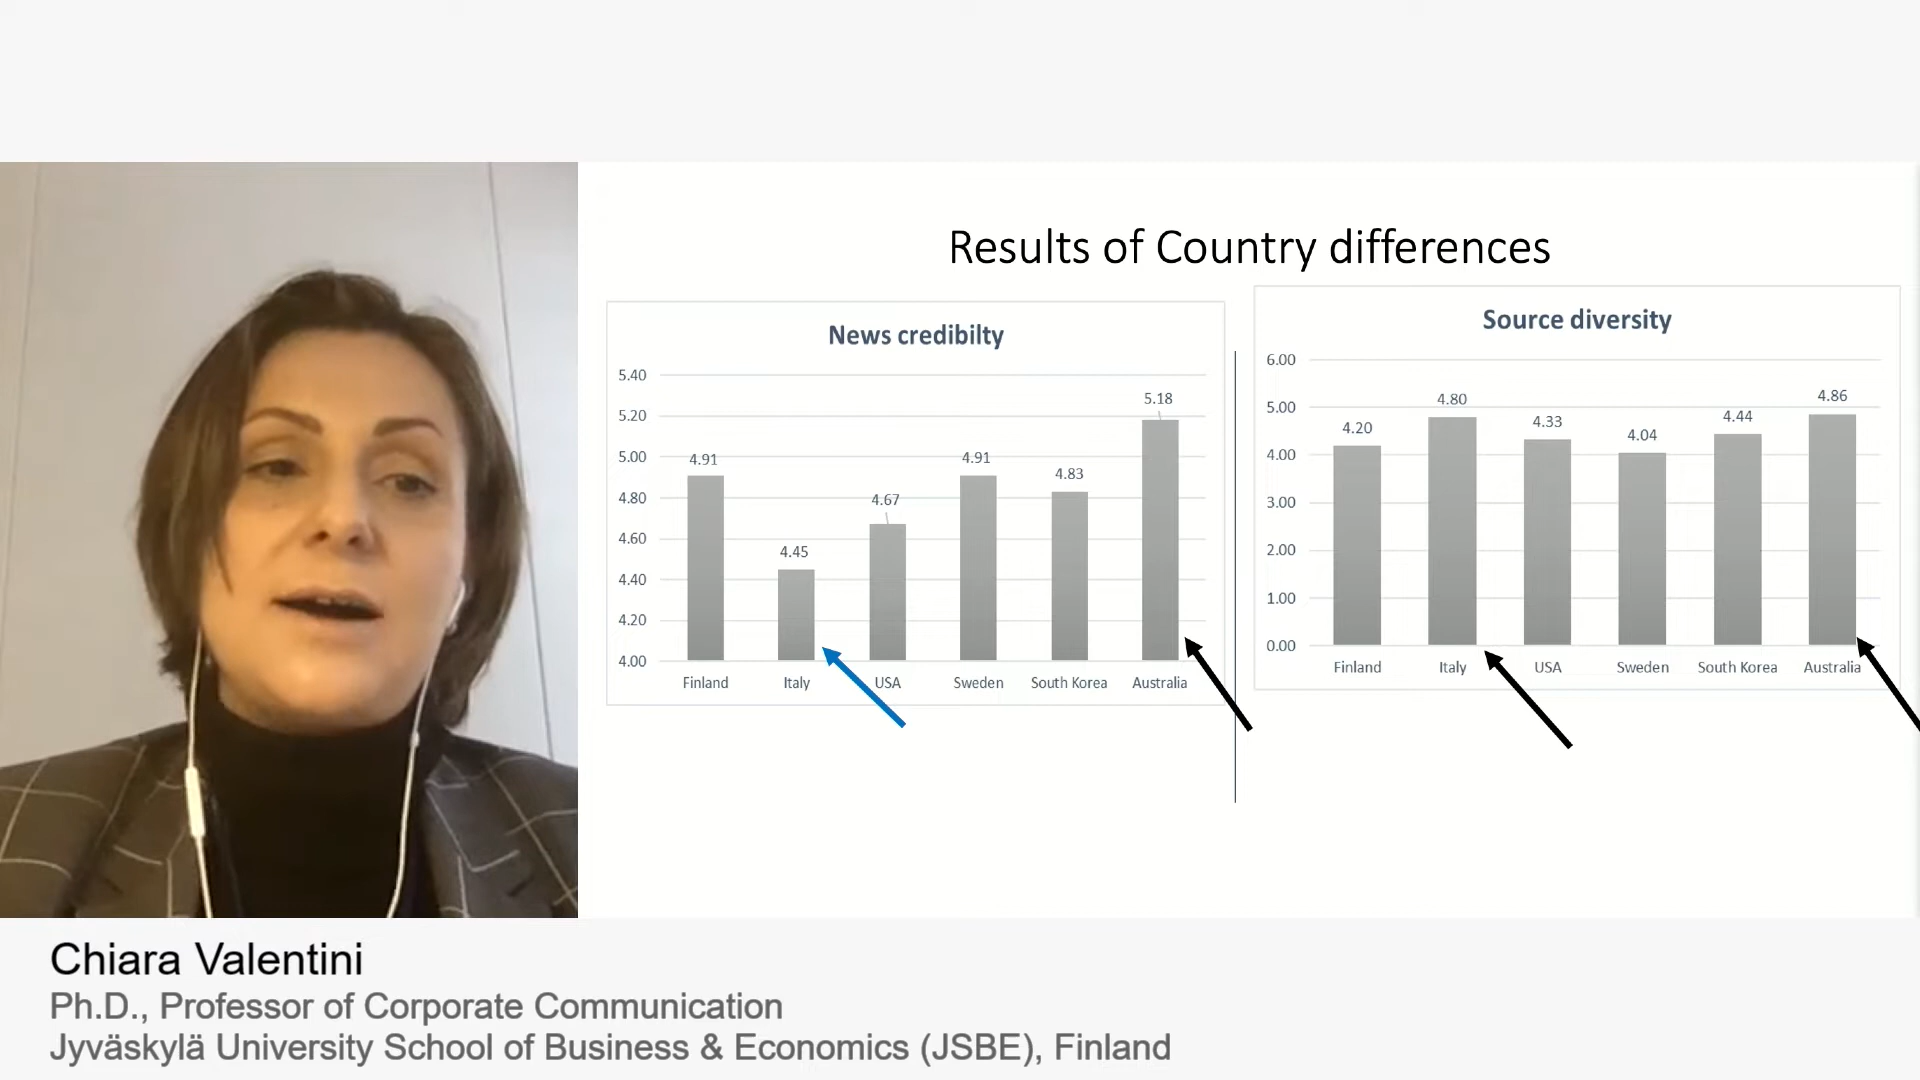 Results of Country differences
News credibilty
5.40
5.20
5.00
4.80
4.60
4.40
4.20
4.00
4.91
4.45
4.67
4.91
4.83
5.18
Finland
Italy
USA
Sweden
South Korea
Australia
Source diversity
6.00
5.00
4.00
3.00
2.00
1.00
0.00
4.20
4.80
4.33
4.04
4.44
4.86
Finland
Italy
USA
Sweden
South Korea
Australia
Chiara Valentini
Ph.D., Professor of Corporate Communication
Jyväskylä University School of Business & Economics (JSBE), Finland